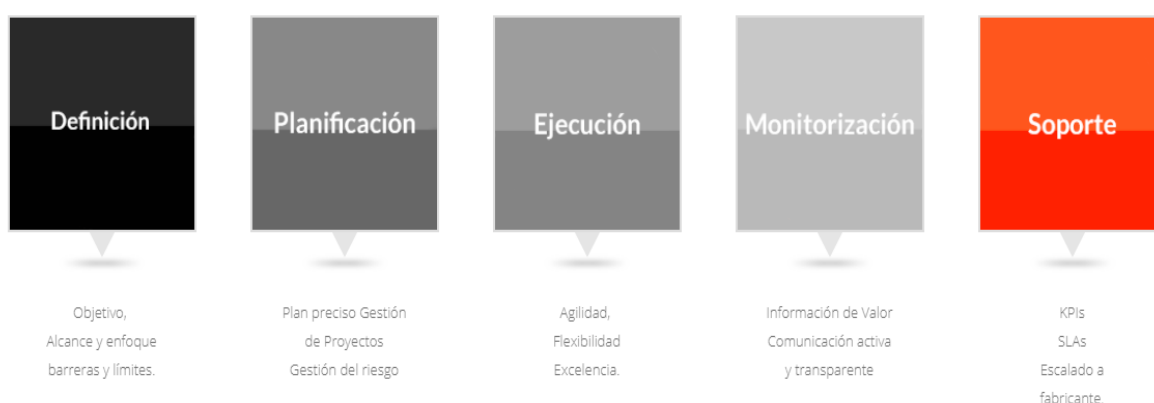 Definición
Planificación
Ejecución
Monitorización
Soporte
Objetivo,
Alcance y enfoque
barreras y límites.
Plan preciso Gestión
de Proyectos
Gestión del riesgo
Agilidad,
Flexibilidad
Excelencia.
Información de Valor
Comunicación activa
y transparente
KPIs
SLAs
Escalado a
fabricante.